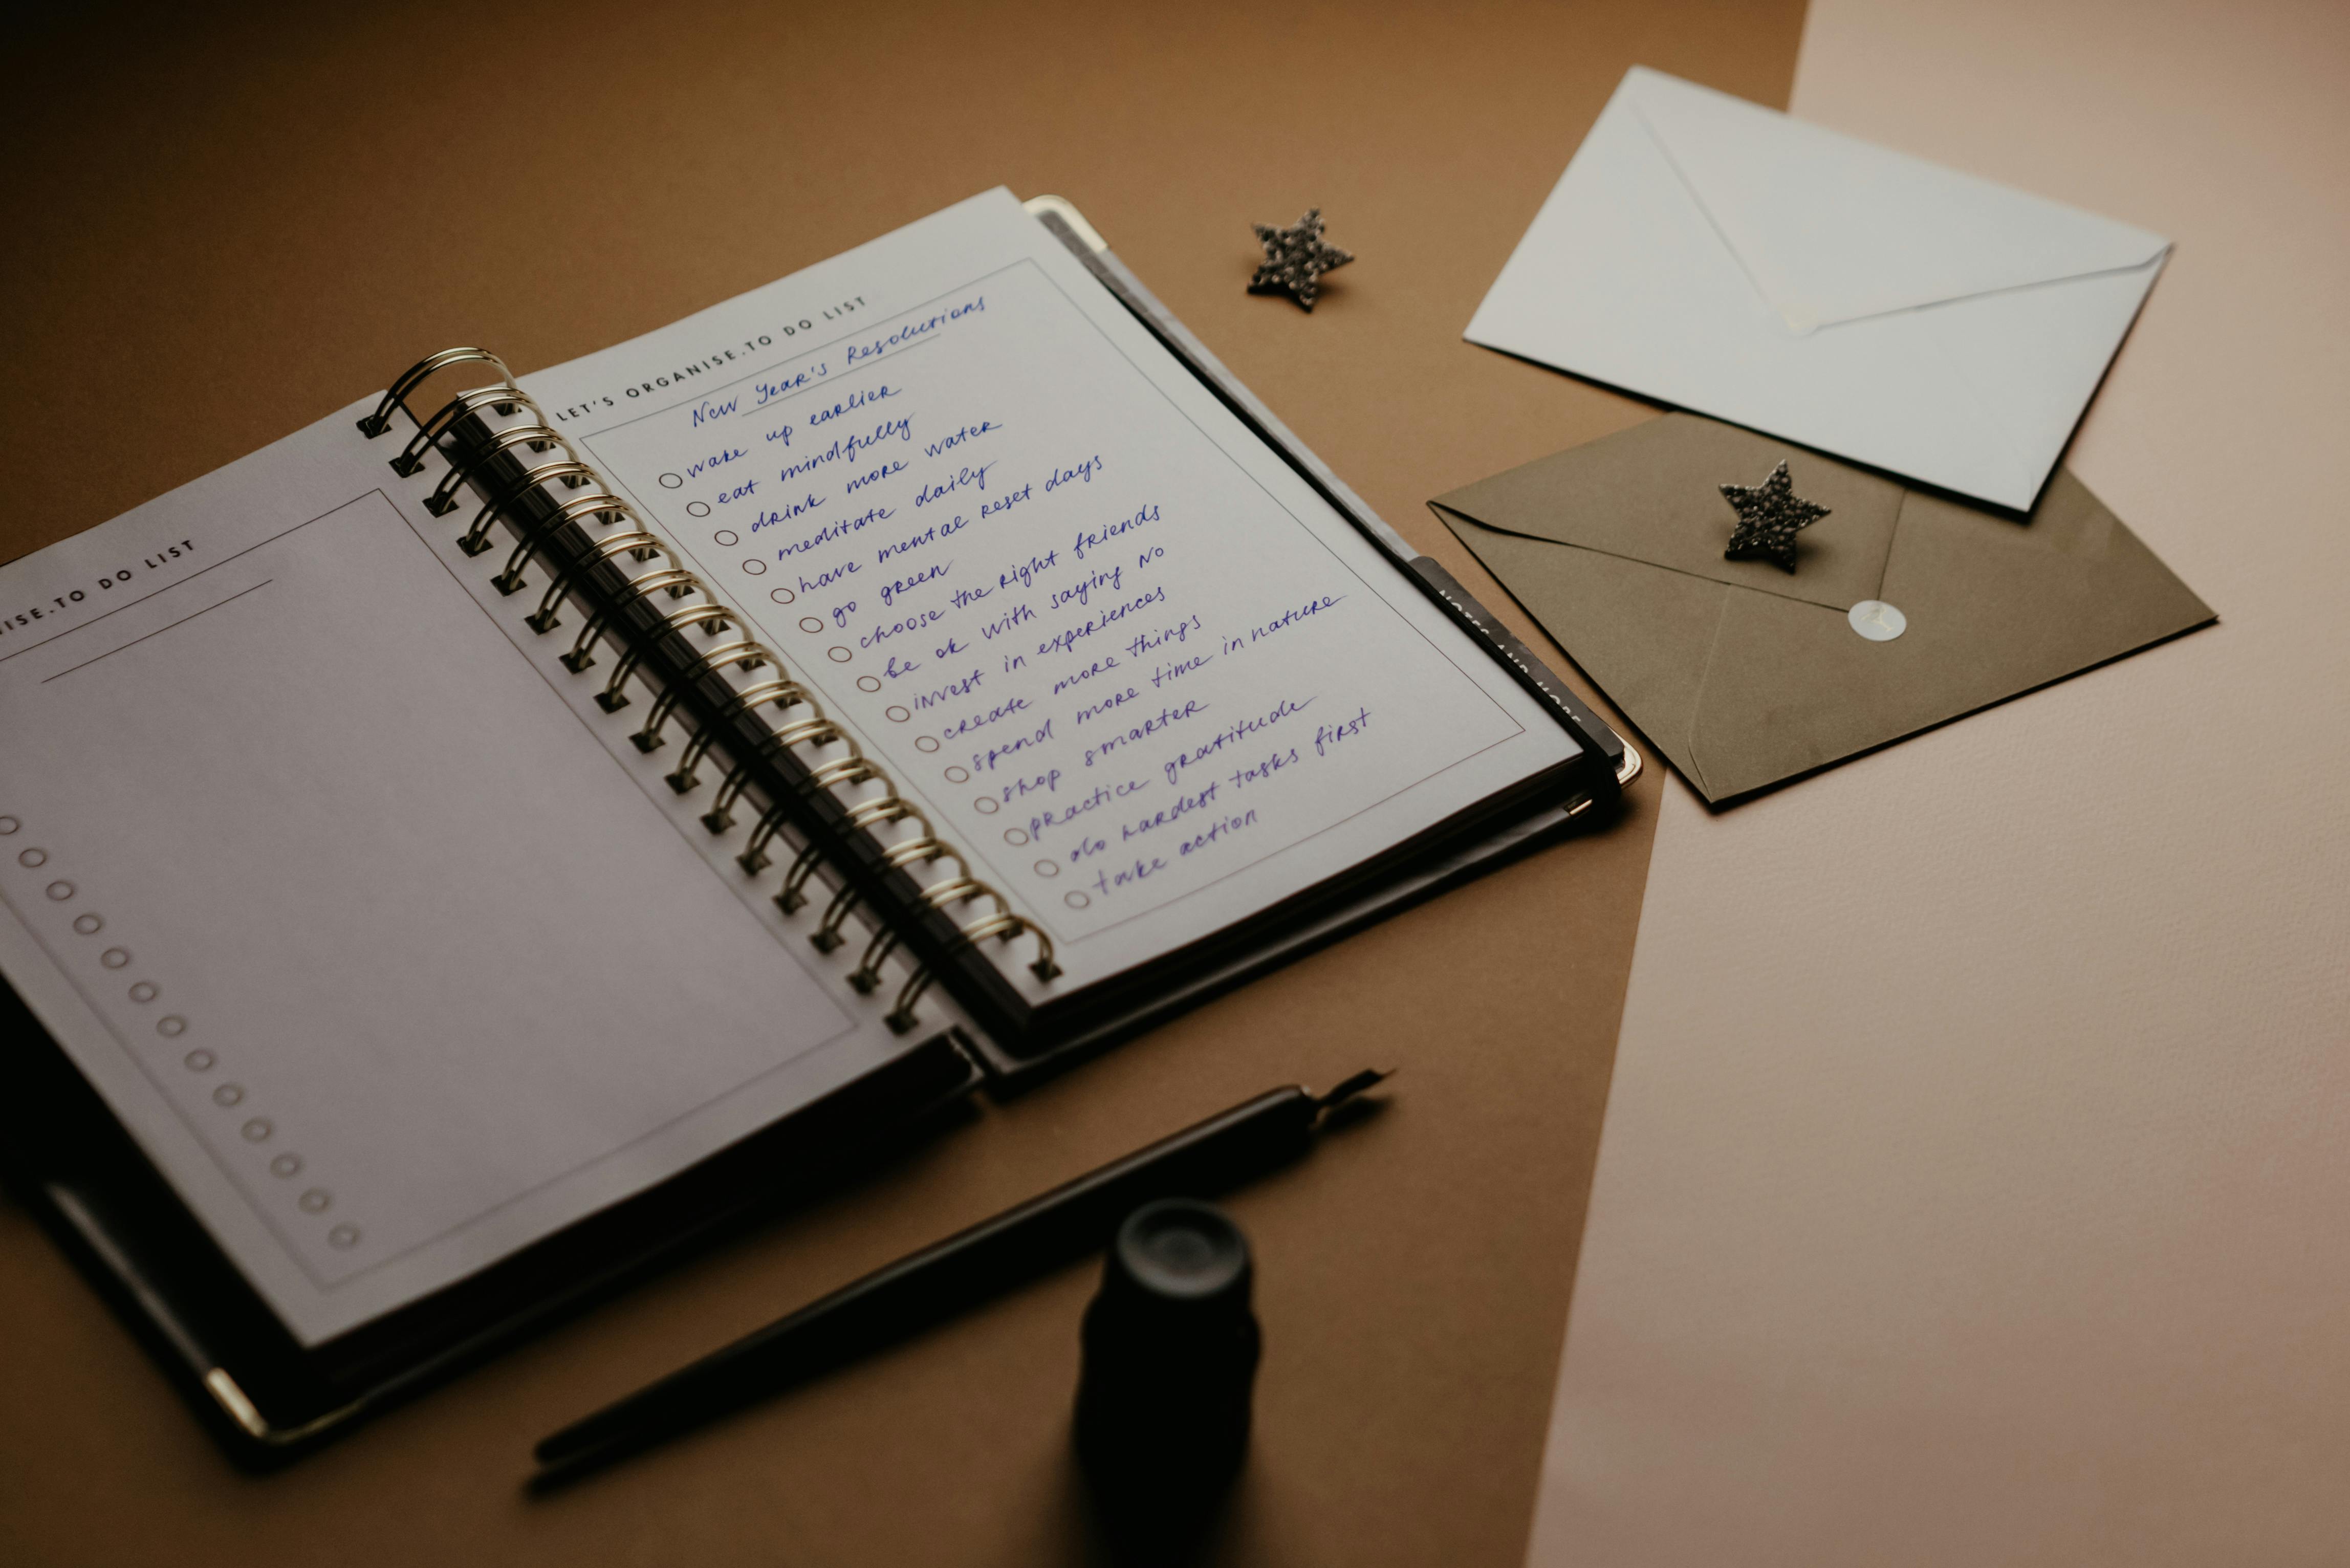 NISE.TO DO LIST
LET'S ORGANISE.TO DO LIST
New Year's Resolutions
wake up earlier
eat mindfully
drink more water
meditate daily
have mental reset days
go green
choose the right friends
be ok with saying NO
invest in experiences
create more things
spend more time in nature
shop smarter
practice gratitude
do hardest tasks first
take action
NOTES AND MORE